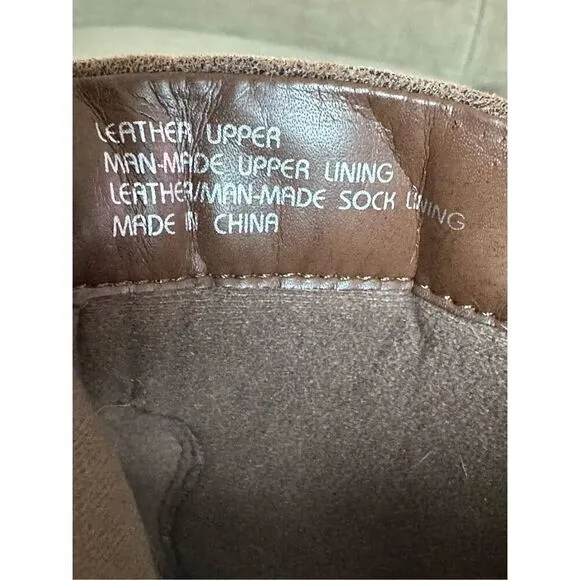 LEATHER UPPER
MAN-MADE UPPER LINING
LEATHER/MAN-MADE SOCK LINING
MADE IN CHINA